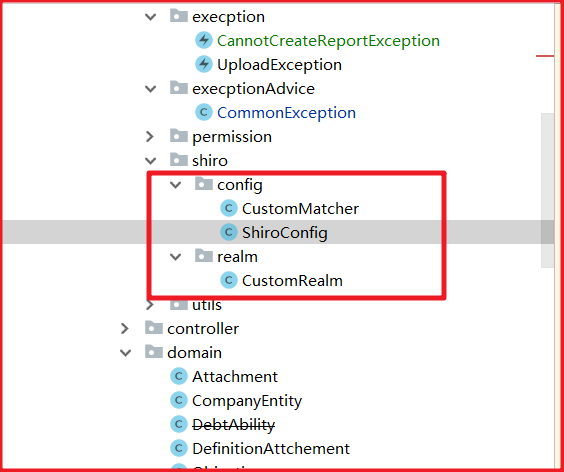 execption
CannotCreateReportException
UploadException
execptionAdvice
CommonException
permission
shiro
config
CustomMatcher
ShiroConfig
realm
CustomRealm
utils
controller
domain
Attachment
CompanyEntity
DebtAbility
DefinitionAttchement